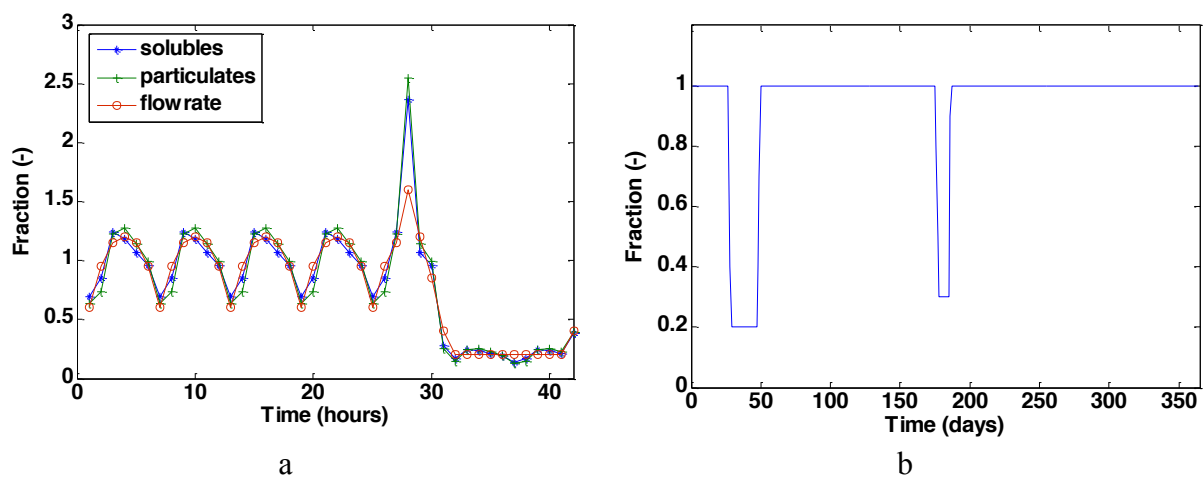 3
2.5
2
1.5
1
0.5
0
0
10
20
30
40
Fraction (-)
Time (hours)
solubles
particulates
flow rate
a
1
0.8
0.6
0.4
0.2
0
0
50
100
150
200
250
300
350
Fraction (-)
Time (days)
b